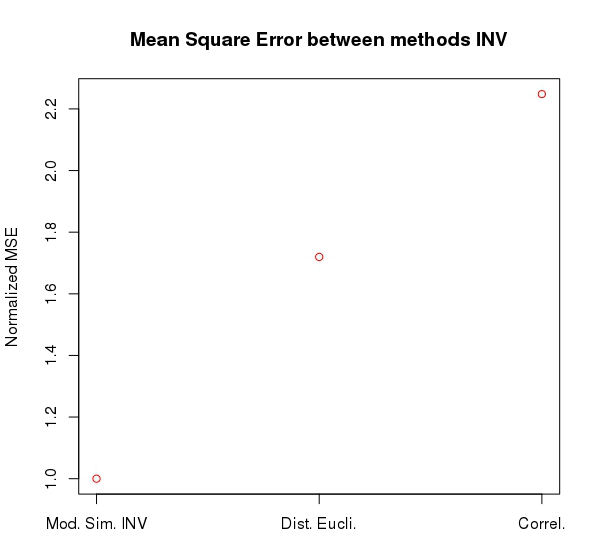 Mean Square Error between methods INV
Normalized MSE
2.2
2.0
1.8
1.6
1.4
1.2
1.0
Mod. Sim. INV
Dist. Eucli.
Correl.